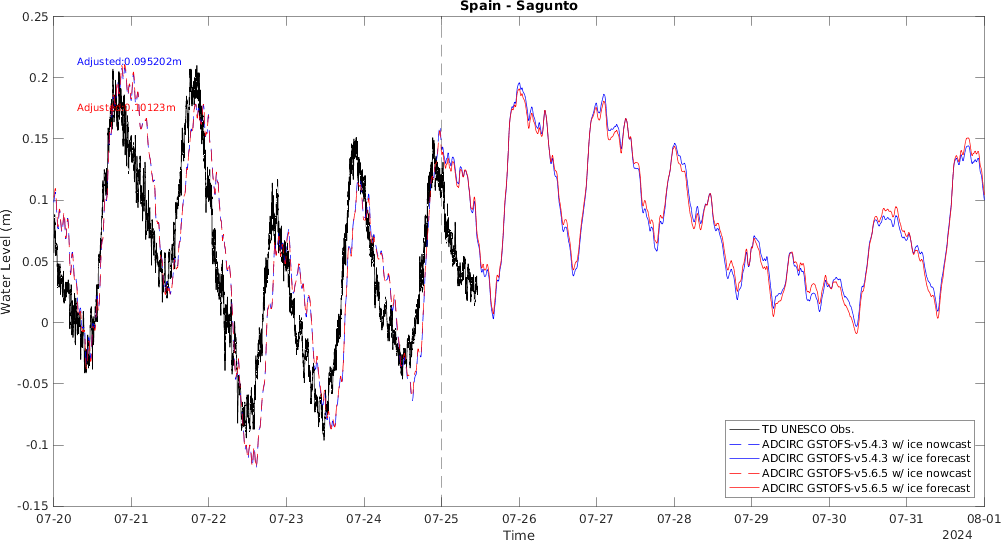 Spain - Sagunto
0.25
0.2
0.15
0.1
0.05
0
-0.05
-0.1
-0.15
Water Level (m)
Adjusted:0.095202m
Adjusted:0.10123m
TD UNESCO Obs.
ADCIRC GSTOFS-v5.4.3 w/ ice nowcast
ADCIRC GSTOFS-v5.4.3 w/ ice forecast
ADCIRC GSTOFS-v5.6.5 w/ ice nowcast
ADCIRC GSTOFS-v5.6.5 w/ ice forecast
07-20 07-21 07-22 07-23 07-24 07-25 07-26 07-27 07-28 07-29 07-30 07-31 08-01
Time
2024